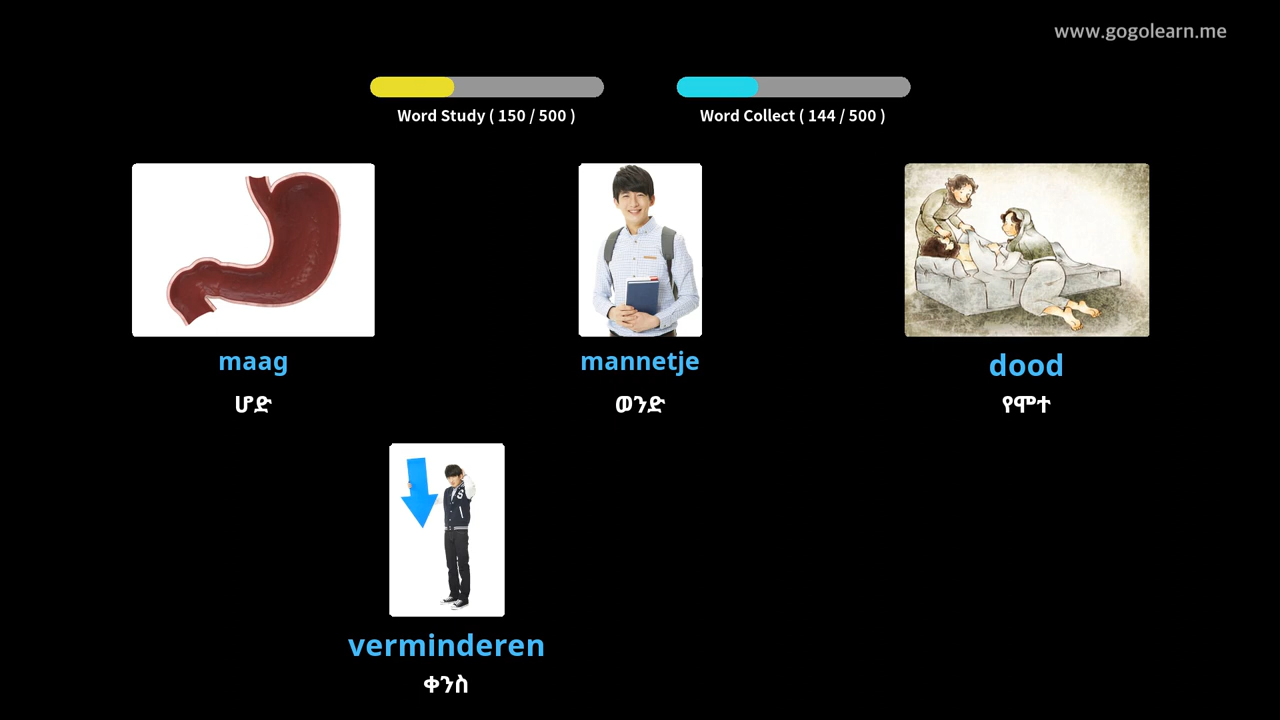 www.gogolearn.me
Word Study ( 150 / 500 )
Word Collect ( 144 / 500 )
maag
mannetje
dood
ሆድ
ወንድ
የሞተ
verminderen
ቀንስ